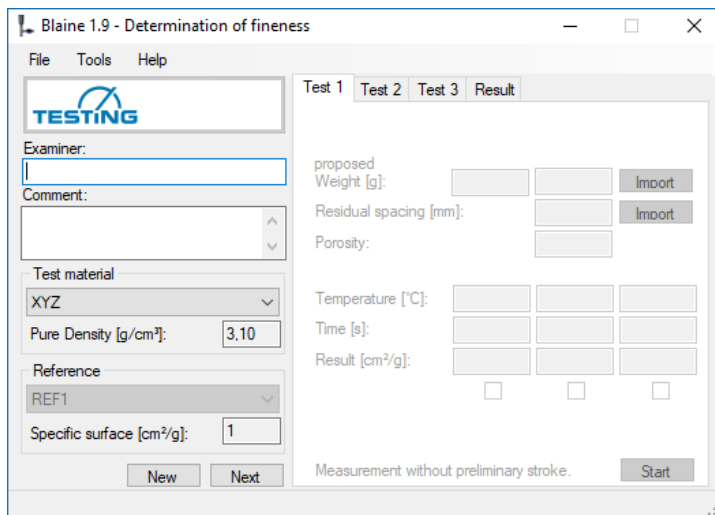 Blaine 1.9 - Determination of fineness
File Tools Help
TESTING
Examiner:
Comment:
Test material
XYZ
Pure Density [g/cm³]: 3,10
Reference
REF1
Specific surface [cm²/g]: 1
New Next
Test 1 Test 2 Test 3 Result
proposed
Weight [g]: Import
Residual spacing [mm]: Import
Porosity:
Temperature [°C]:
Time [s]:
Result [cm²/g]:
Measurement without preliminary stroke. Start